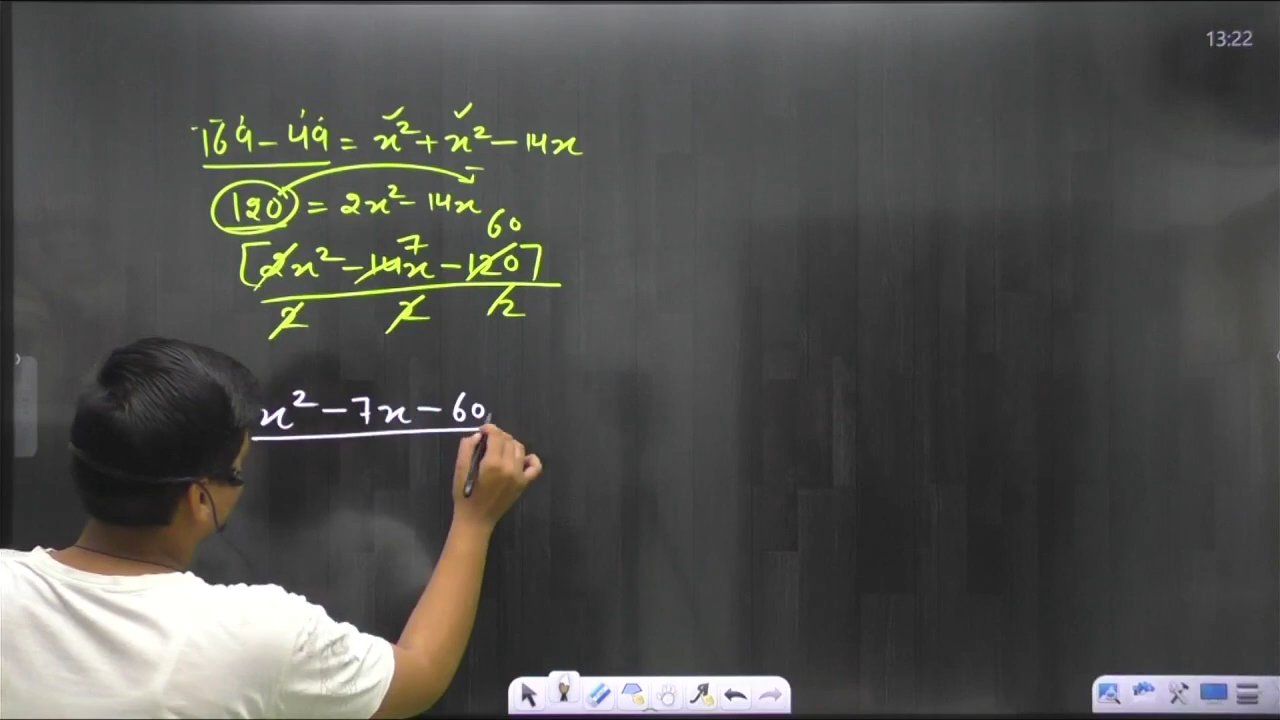 13:22
169 - 49 = x² + x² - 14x
120 = 2x² - 14x
7 60
[2x² - 14x - 120]
2 2 2
x² - 7x - 60